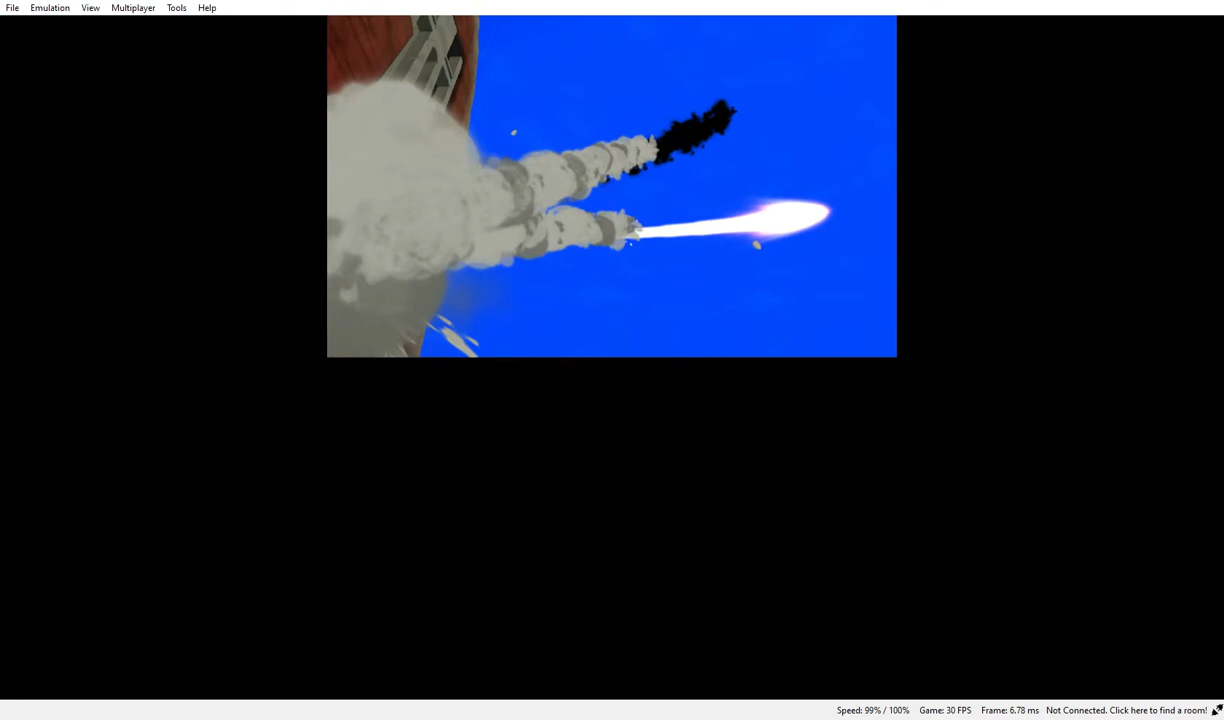 File Emulation View Multiplayer Tools Help
Speed: 99% / 100% Game: 30 FPS Frame: 6.78 ms Not Connected. Click here to find a room!